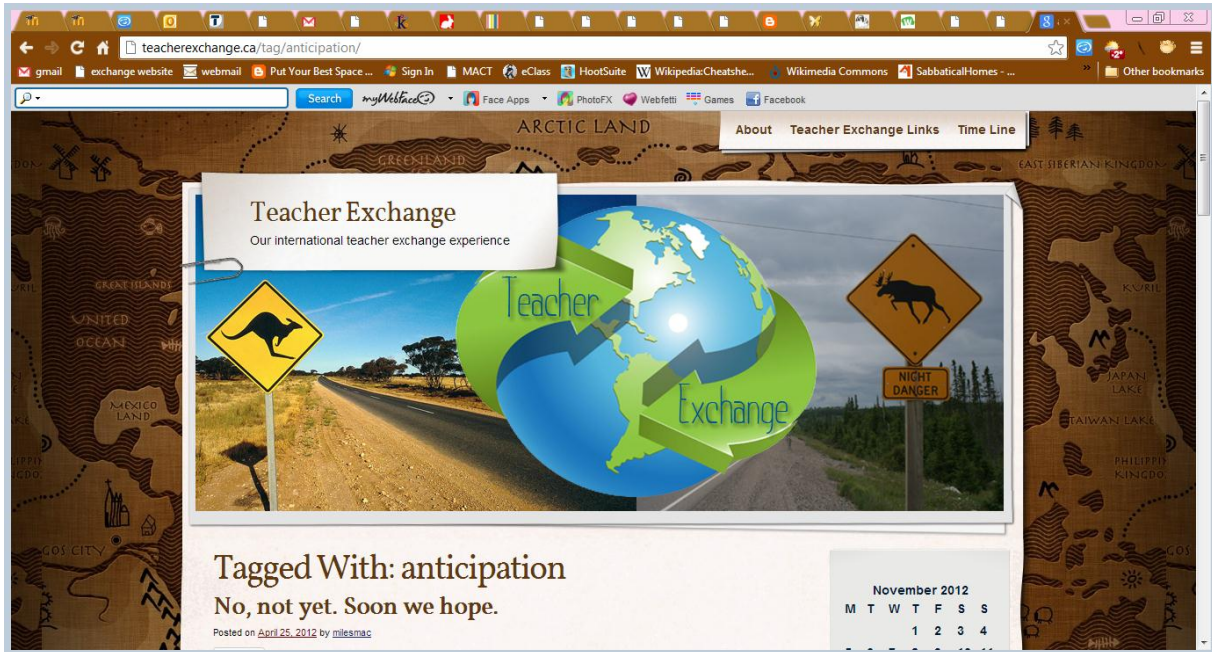 teacherexchange.ca/tag/anticipation/
gmail exchange website webmail Put Your Best Space ... Sign In MACT eClass HootSuite Wikipedia:Cheatshe... Wikimedia Commons SabbaticalHomes - ... » Other bookmarks
Search myWebFace Face Apps PhotoFX Webfetti Games Facebook
ARCTIC LAND
About Teacher Exchange Links Time Line
GREENLAND
EAST SIBERIAN KINGDOM
Teacher Exchange
Our international teacher exchange experience
GREAT ISLANDS
KURIL
Teacher
UNITED
OCEAN
NIGHT
DANGER
JAPAN
LAKE
MEXICO
LAND
Exchange
TAIWAN LAKE
PHILIPPI
KINGDO
GOS CITY
GOS
Tagged With: anticipation
No, not yet. Soon we hope.
Posted on April 25, 2012 by milesmac
November 2012
M T W T F S S
1 2 3 4